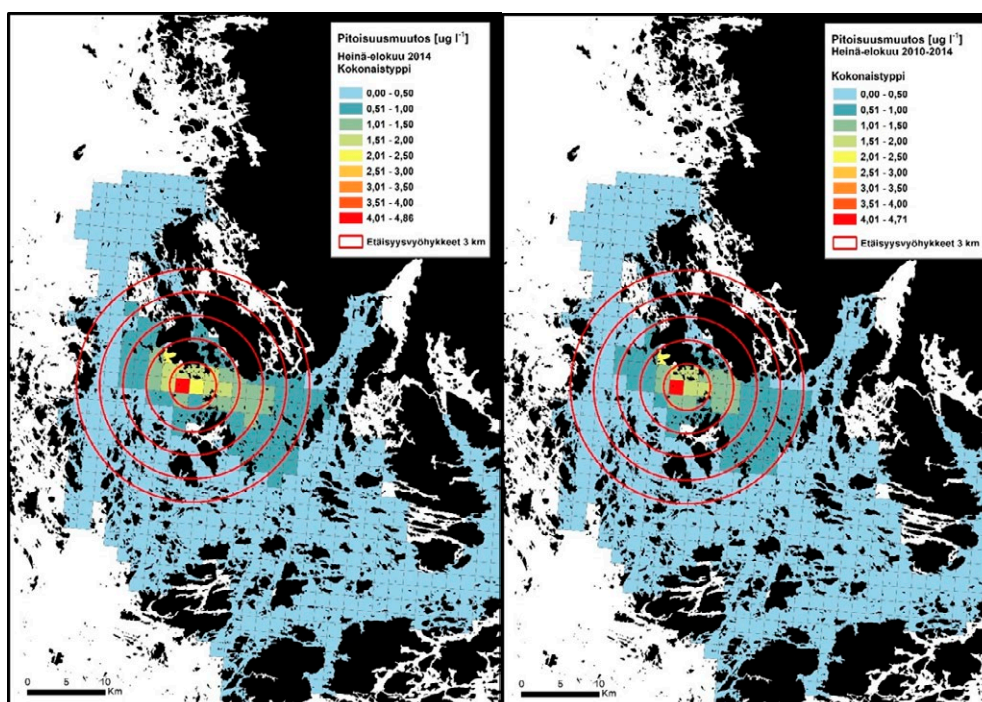 Pitoisuusmuutos [ug l⁻¹]
Heinä-elokuu 2014
Kokonaistyppi
0,00 - 0,50
0,51 - 1,00
1,01 - 1,50
1,51 - 2,00
2,01 - 2,50
2,51 - 3,00
3,01 - 3,50
3,51 - 4,00
4,01 - 4,86
Etäisyysvyöhykkeet 3 km
0 5 10
Km
Pitoisuusmuutos [ug l⁻¹]
Heinä-elokuu 2010-2014
Kokonaistyppi
0,00 - 0,50
0,51 - 1,00
1,01 - 1,50
1,51 - 2,00
2,01 - 2,50
2,51 - 3,00
3,01 - 3,50
3,51 - 4,00
4,01 - 4,71
Etäisyysvyöhykkeet 3 km
0 5 10
Km